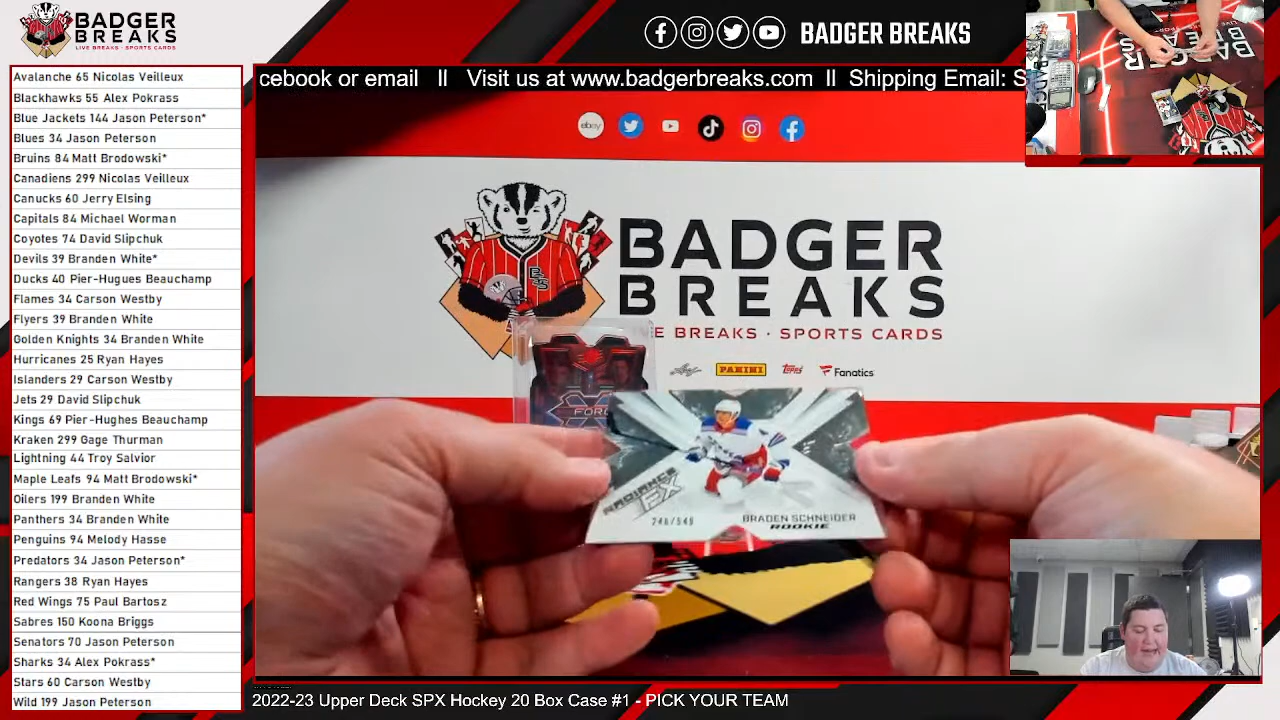 BADGER
BREAKS
LIVE BREAKS · SPORTS CARDS
BADGER BREAKS
cebook or email ll Visit us at www.badgerbreaks.com ll Shipping Email: S
Avalanche 65 Nicolas Veilleux
Blackhawks 55 Alex Pokrass
Blue Jackets 144 Jason Peterson*
Blues 34 Jason Peterson
Bruins 84 Matt Brodowski*
Canadiens 299 Nicolas Veilleux
Canucks 60 Jerry Elsing
Capitals 84 Michael Worman
Coyotes 74 David Slipchuk
Devils 39 Branden White*
Ducks 40 Pier-Hugues Beauchamp
Flames 34 Carson Westby
Flyers 39 Branden White
Golden Knights 34 Branden White
Hurricanes 25 Ryan Hayes
Islanders 29 Carson Westby
Jets 29 David Slipchuk
Kings 69 Pier-Hughes Beauchamp
Kraken 299 Gage Thurman
Lightning 44 Troy Salvior
Maple Leafs 94 Matt Brodowski*
Oilers 199 Branden White
Panthers 34 Branden White
Penguins 94 Melody Hasse
Predators 34 Jason Peterson*
Rangers 38 Ryan Hayes
Red Wings 75 Paul Bartosz
Sabres 150 Koona Briggs
Senators 70 Jason Peterson
Sharks 34 Alex Pokrass*
Stars 60 Carson Westby
Wild 199 Jason Peterson
ebay
BADGER
BREAKS
E BREAKS · SPORTS CARDS
Leaf PANINI Topps Fanatics
FORC
RADIANCE
FX
BRADEN SCHNEIDER
ROOKIE
BADGER
2022-23 Upper Deck SPX Hockey 20 Box Case #1 - PICK YOUR TEAM